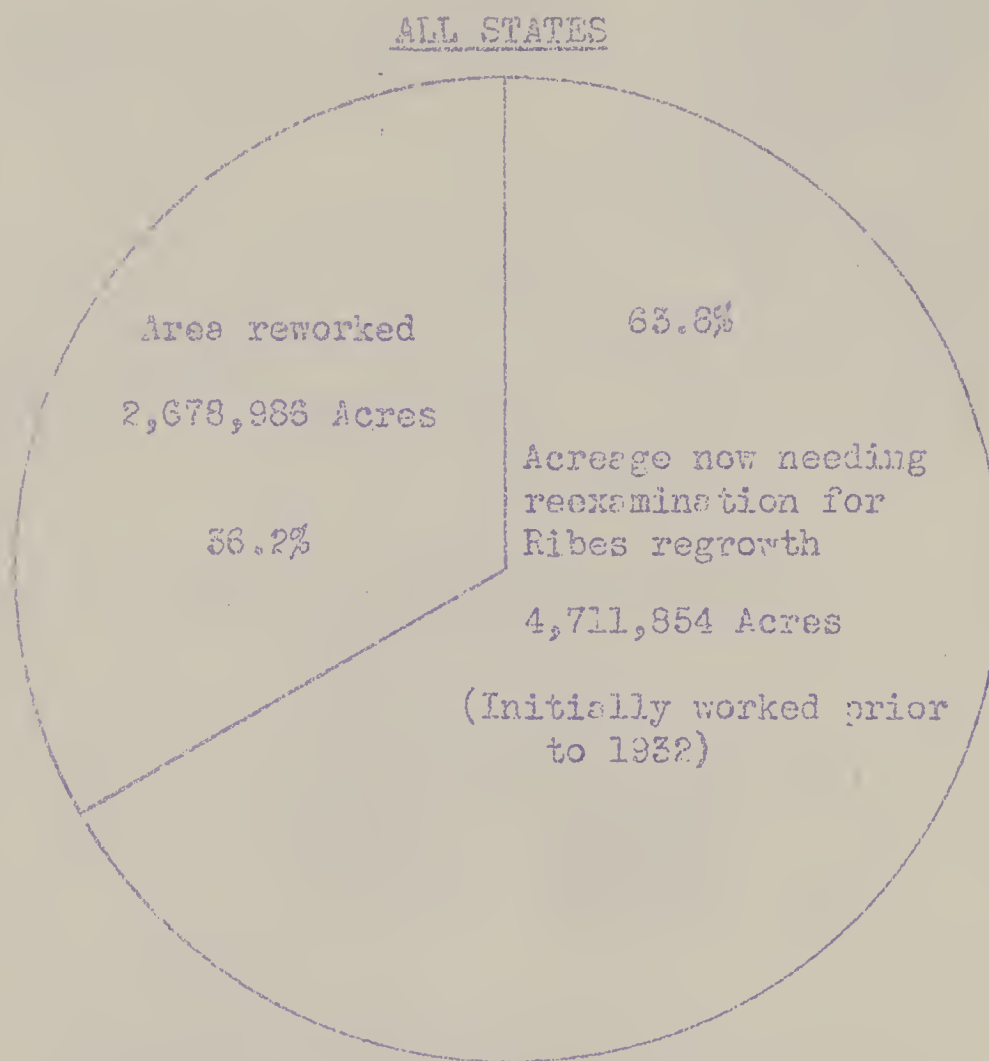 ALL STATES
Area reworked
2,678,986 Acres
36.2%
63.8%
Acreage now needing
reexamination for
Ribes regrowth
4,711,854 Acres
(Initially worked prior
to 1932)